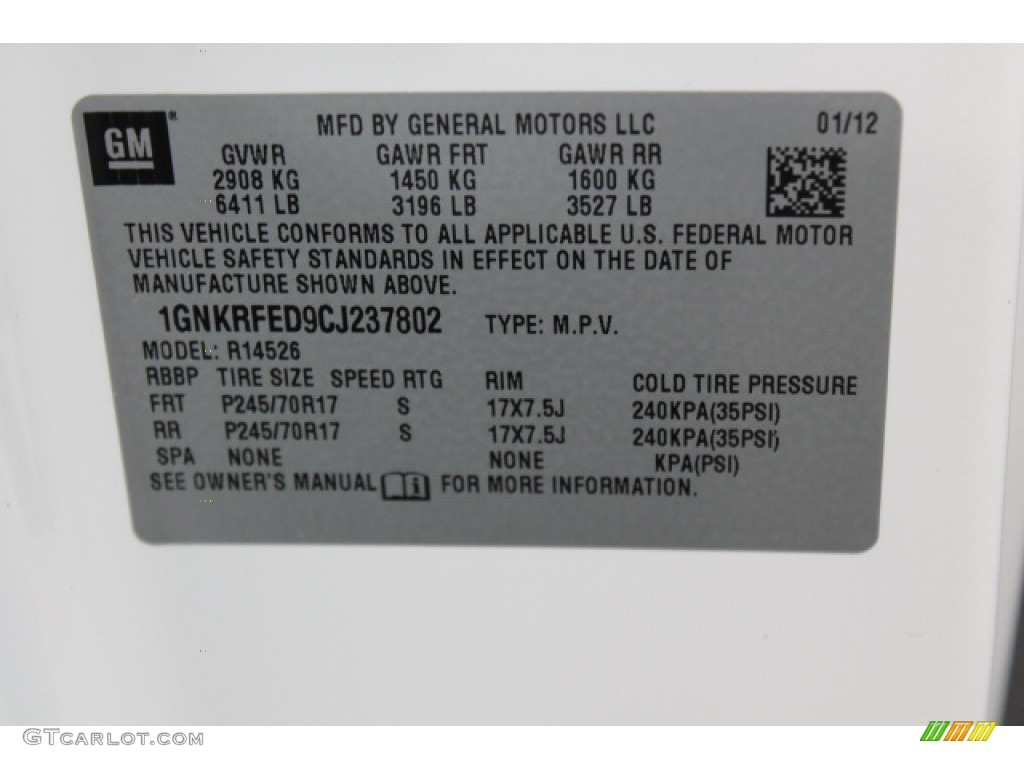 GM®
MFD BY GENERAL MOTORS LLC 01/12
GVWR GAWR FRT GAWR RR
2908 KG 1450 KG 1600 KG
6411 LB 3196 LB 3527 LB
THIS VEHICLE CONFORMS TO ALL APPLICABLE U.S. FEDERAL MOTOR
VEHICLE SAFETY STANDARDS IN EFFECT ON THE DATE OF
MANUFACTURE SHOWN ABOVE.
1GNKRFED9CJ237802 TYPE: M.P.V.
MODEL: R14526
RBBP TIRE SIZE SPEED RTG RIM COLD TIRE PRESSURE
FRT P245/70R17 S 17X7.5J 240KPA(35PSI)
RR P245/70R17 S 17X7.5J 240KPA(35PSI)
SPA NONE NONE KPA(PSI)
SEE OWNER'S MANUAL i FOR MORE INFORMATION.
GTCARLOT.COM